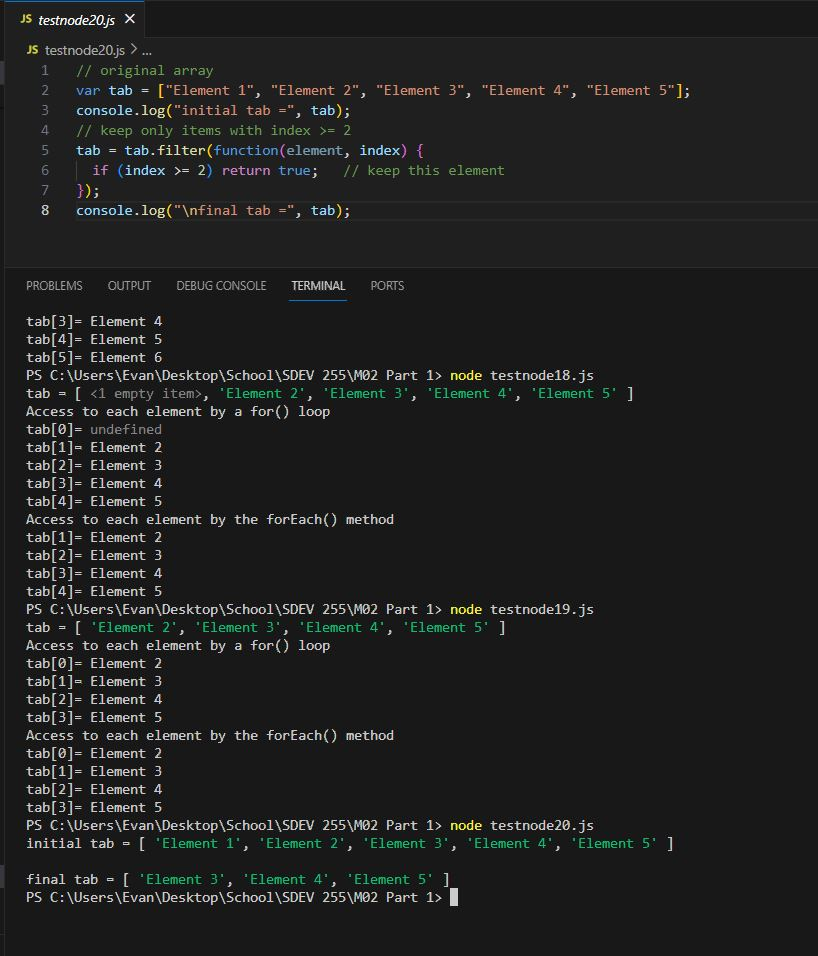 JS testnode20.js ×
JS testnode20.js > ...
1 // original array
2 var tab = ["Element 1", "Element 2", "Element 3", "Element 4", "Element 5"];
3 console.log("initial tab =", tab);
4 // keep only items with index >= 2
5 tab = tab.filter(function(element, index) {
6   if (index >= 2) return true;   // keep this element
7 });
8 console.log("\nfinal tab =", tab);
PROBLEMS OUTPUT DEBUG CONSOLE TERMINAL PORTS
tab[3]= Element 4
tab[4]= Element 5
tab[5]= Element 6
PS C:\Users\Evan\Desktop\School\SDEV 255\M02 Part 1> node testnode18.js
tab = [ <1 empty item>, 'Element 2', 'Element 3', 'Element 4', 'Element 5' ]
Access to each element by a for() loop
tab[0]= undefined
tab[1]= Element 2
tab[2]= Element 3
tab[3]= Element 4
tab[4]= Element 5
Access to each element by the forEach() method
tab[1]= Element 2
tab[2]= Element 3
tab[3]= Element 4
tab[4]= Element 5
PS C:\Users\Evan\Desktop\School\SDEV 255\M02 Part 1> node testnode19.js
tab = [ 'Element 2', 'Element 3', 'Element 4', 'Element 5' ]
Access to each element by a for() loop
tab[0]= Element 2
tab[1]= Element 3
tab[2]= Element 4
tab[3]= Element 5
Access to each element by the forEach() method
tab[0]= Element 2
tab[1]= Element 3
tab[2]= Element 4
tab[3]= Element 5
PS C:\Users\Evan\Desktop\School\SDEV 255\M02 Part 1> node testnode20.js
initial tab = [ 'Element 1', 'Element 2', 'Element 3', 'Element 4', 'Element 5' ]

final tab = [ 'Element 3', 'Element 4', 'Element 5' ]
PS C:\Users\Evan\Desktop\School\SDEV 255\M02 Part 1>